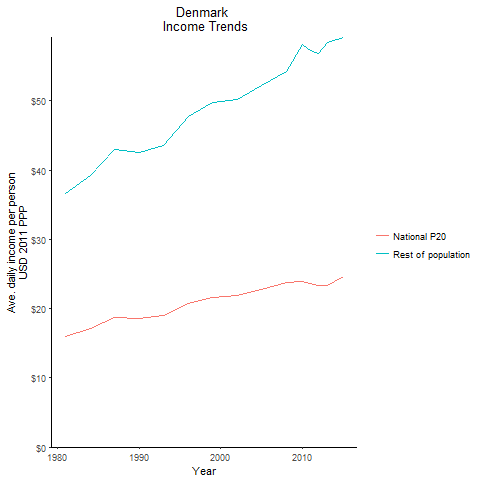 Denmark
Income Trends
Ave. daily income per person
USD 2011 PPP
$50
$40
$30
$20
$10
$0
1980
1990
2000
2010
Year
National P20
Rest of population